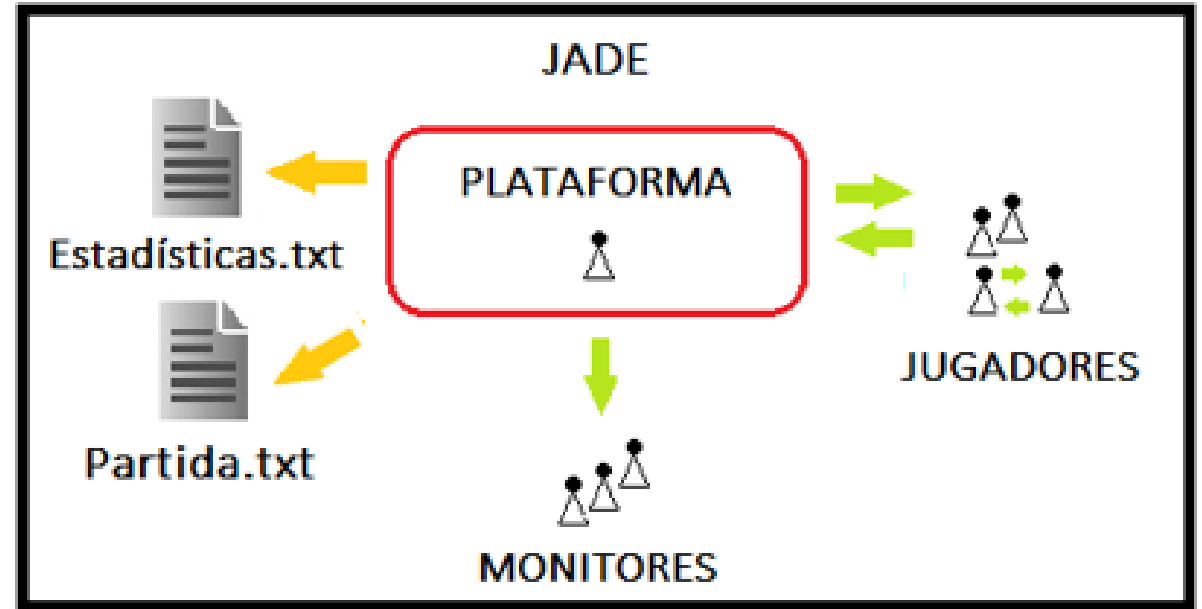 JADE
PLATAFORMA
Estadísticas.txt
Partida.txt
JUGADORES
MONITORES